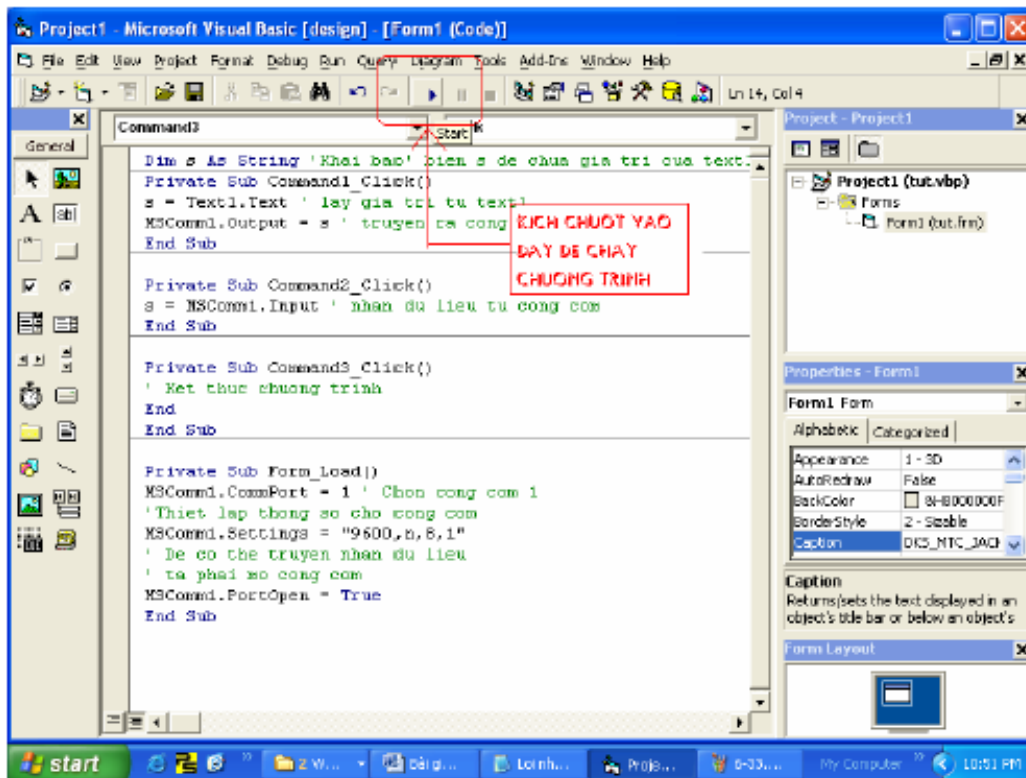 Project1 - Microsoft Visual Basic [design] - [Form1 (Code)]
File Edit View Project Format Debug Run Query Diagram Tools Add-Ins Window Help
Ln 14, Col 4
General
Command3
Start
Dim s As String 'Khai bao' bien s de chua gia tri cua text.
Private Sub Command1_Click()
s = Text1.Text ' lay gia tri tu text1
MSComm1.Output = s ' truyen ra cong
End Sub
Private Sub Command2_Click()
s = MSComm1.Input ' nhan du lieu tu cong com
End Sub
Private Sub Command3_Click()
' Ket thuc chuong trinh
End
End Sub
Private Sub Form_Load()
MSComm1.CommPort = 1 ' Chon cong com 1
'Thiet lap thong so cho cong com
MSComm1.Settings = "9600,n,8,1"
' De co the truyen nhan du lieu
' ta phai mo cong com
MSComm1.PortOpen = True
End Sub
KICH CHUOT VAO
DAY DE CHAY
CHUONG TRINH
Project - Project1
Project1 (tut.vbp)
Forms
Form1 (tut.frm)
Properties - Form1
Form1 Form
Alphabetic Categorized
Appearance 1 - 3D
AutoRedraw False
BackColor &H8000000F
BorderStyle 2 - Sizable
Caption DKS_MTC_JACK
Caption
Returns/sets the text displayed in an
object's title bar or below an object's
Form Layout
start
2 W...
Bài g...
Loi nh...
Proje...
6-33...
My Computer
10:51 PM